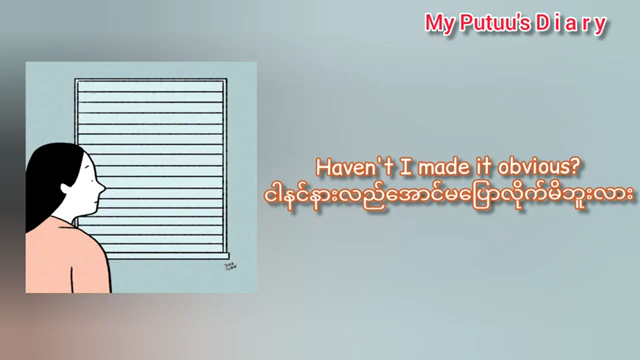 My Putuu's D i a r y
Haven't I made it obvious?
ငါနင်နားလည်အောင်မပြောလိုက်မိဘူးလား